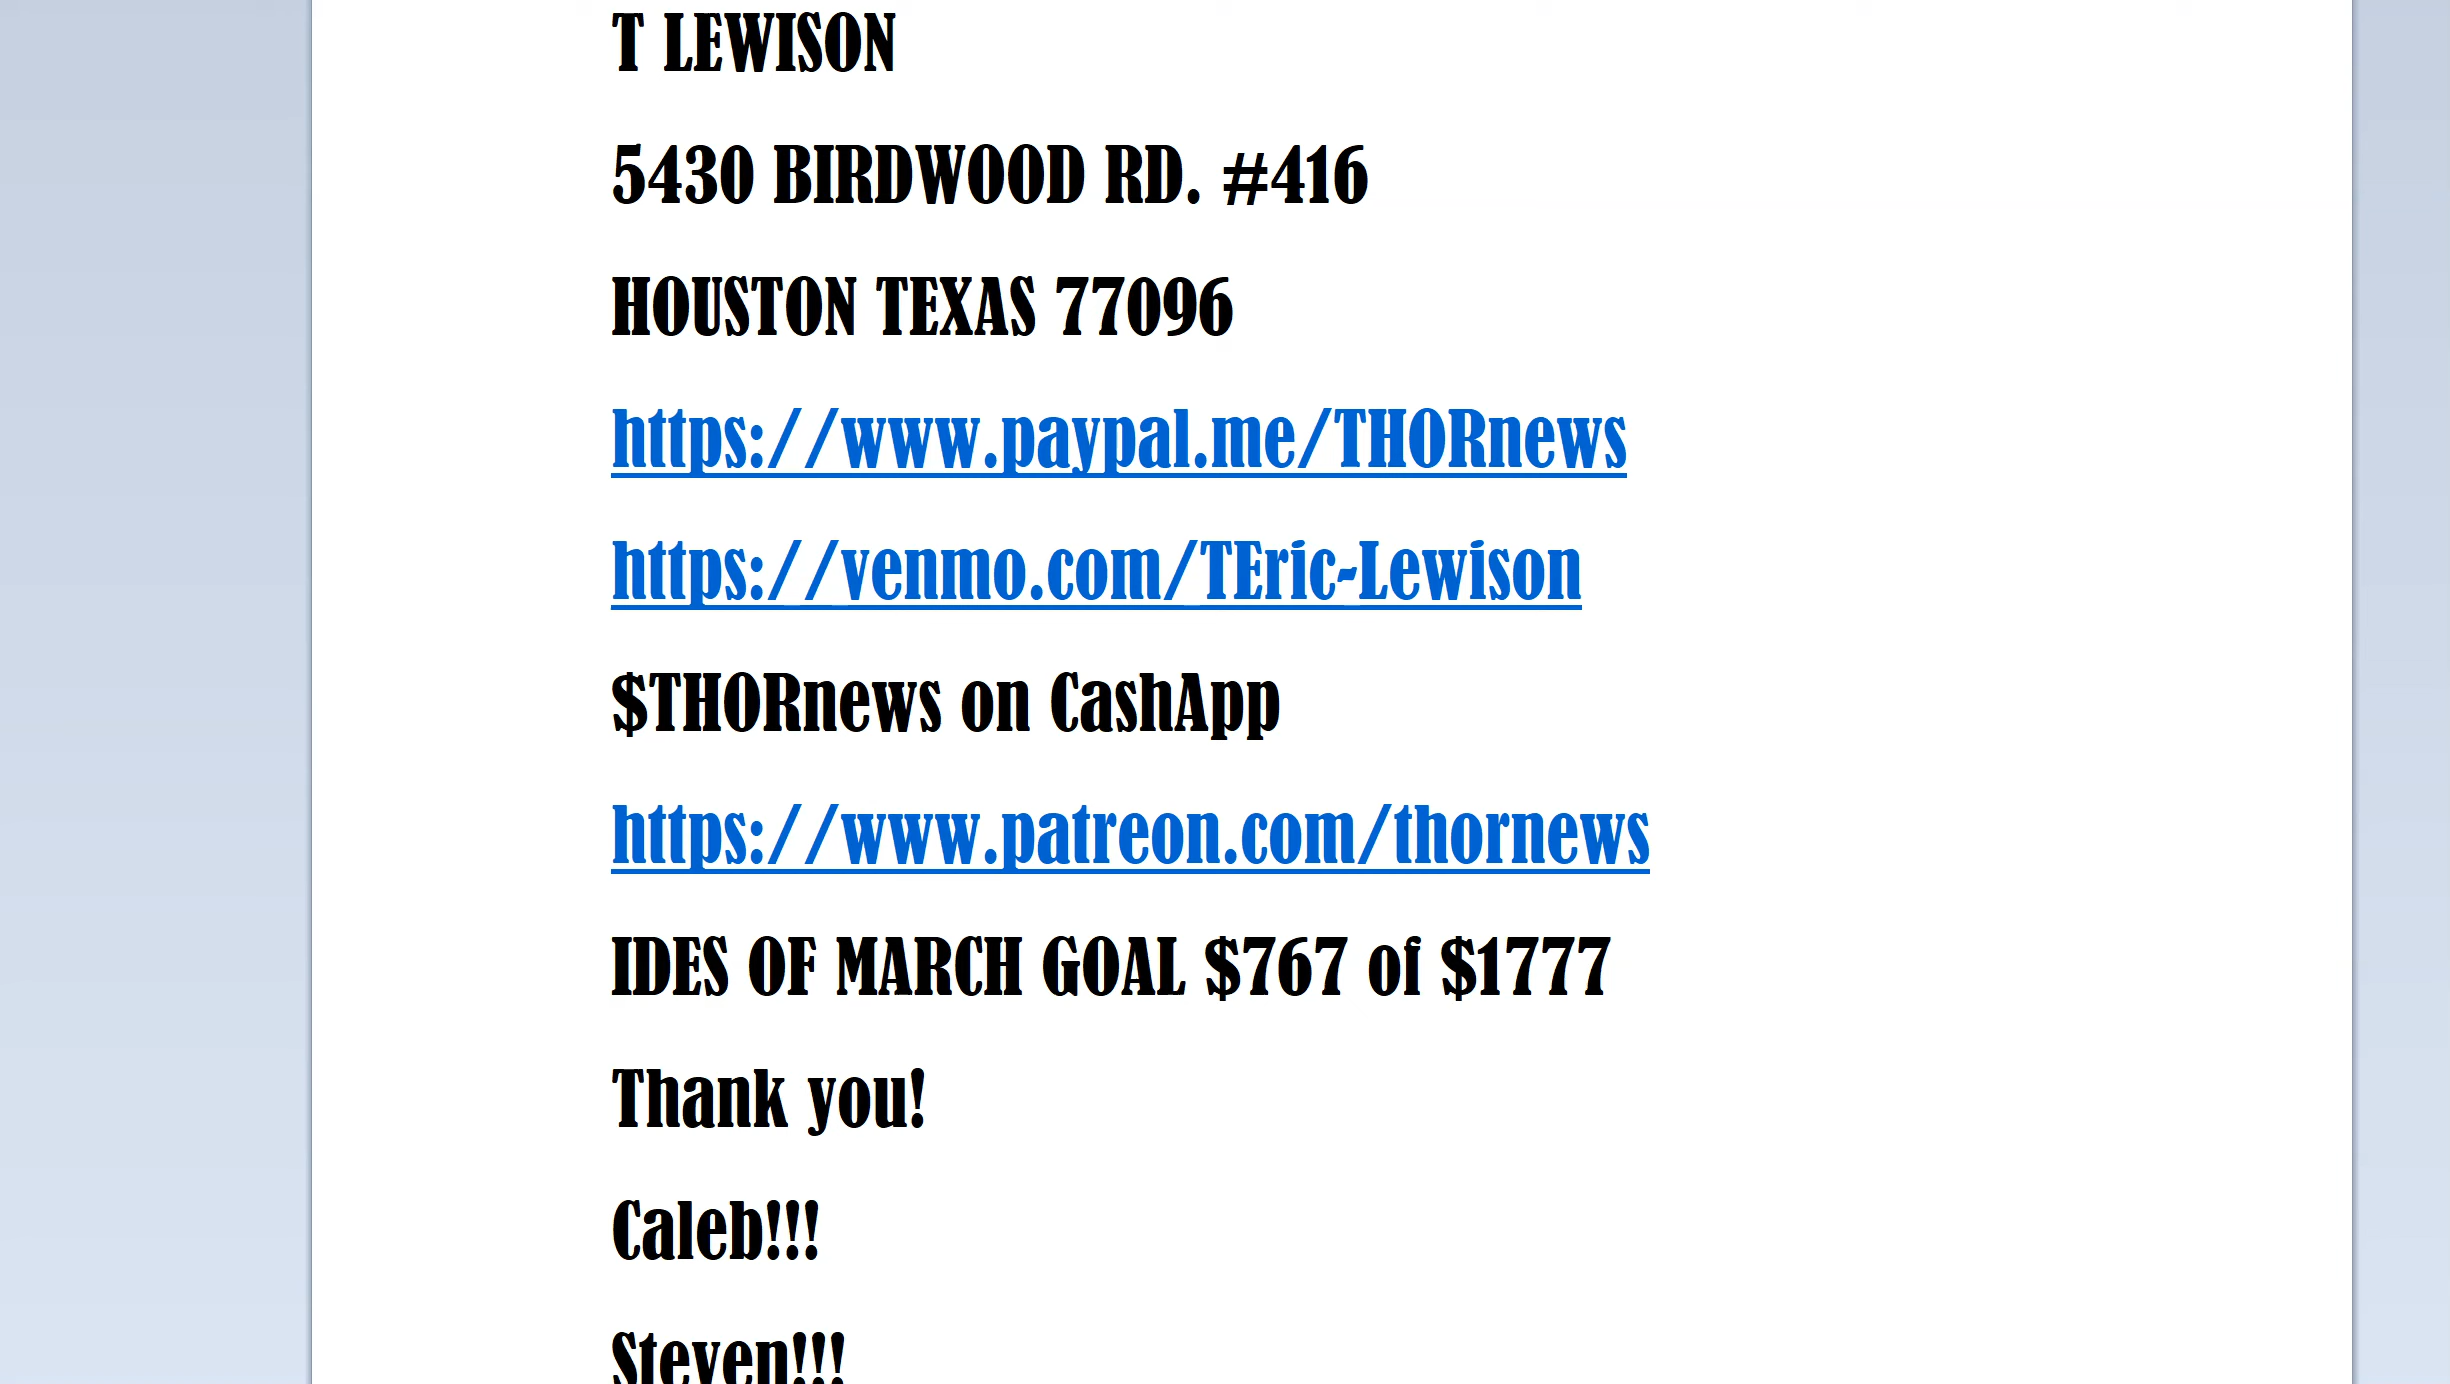 T LEWISON
5430 BIRDWOOD RD. #416
HOUSTON TEXAS 77096
https://www.paypal.me/THORnews
https://venmo.com/TEric-Lewison
$THORnews on CashApp
https://www.patreon.com/thornews
IDES OF MARCH GOAL $767 of $1777
Thank you!
Caleb!!!
Steven!!!